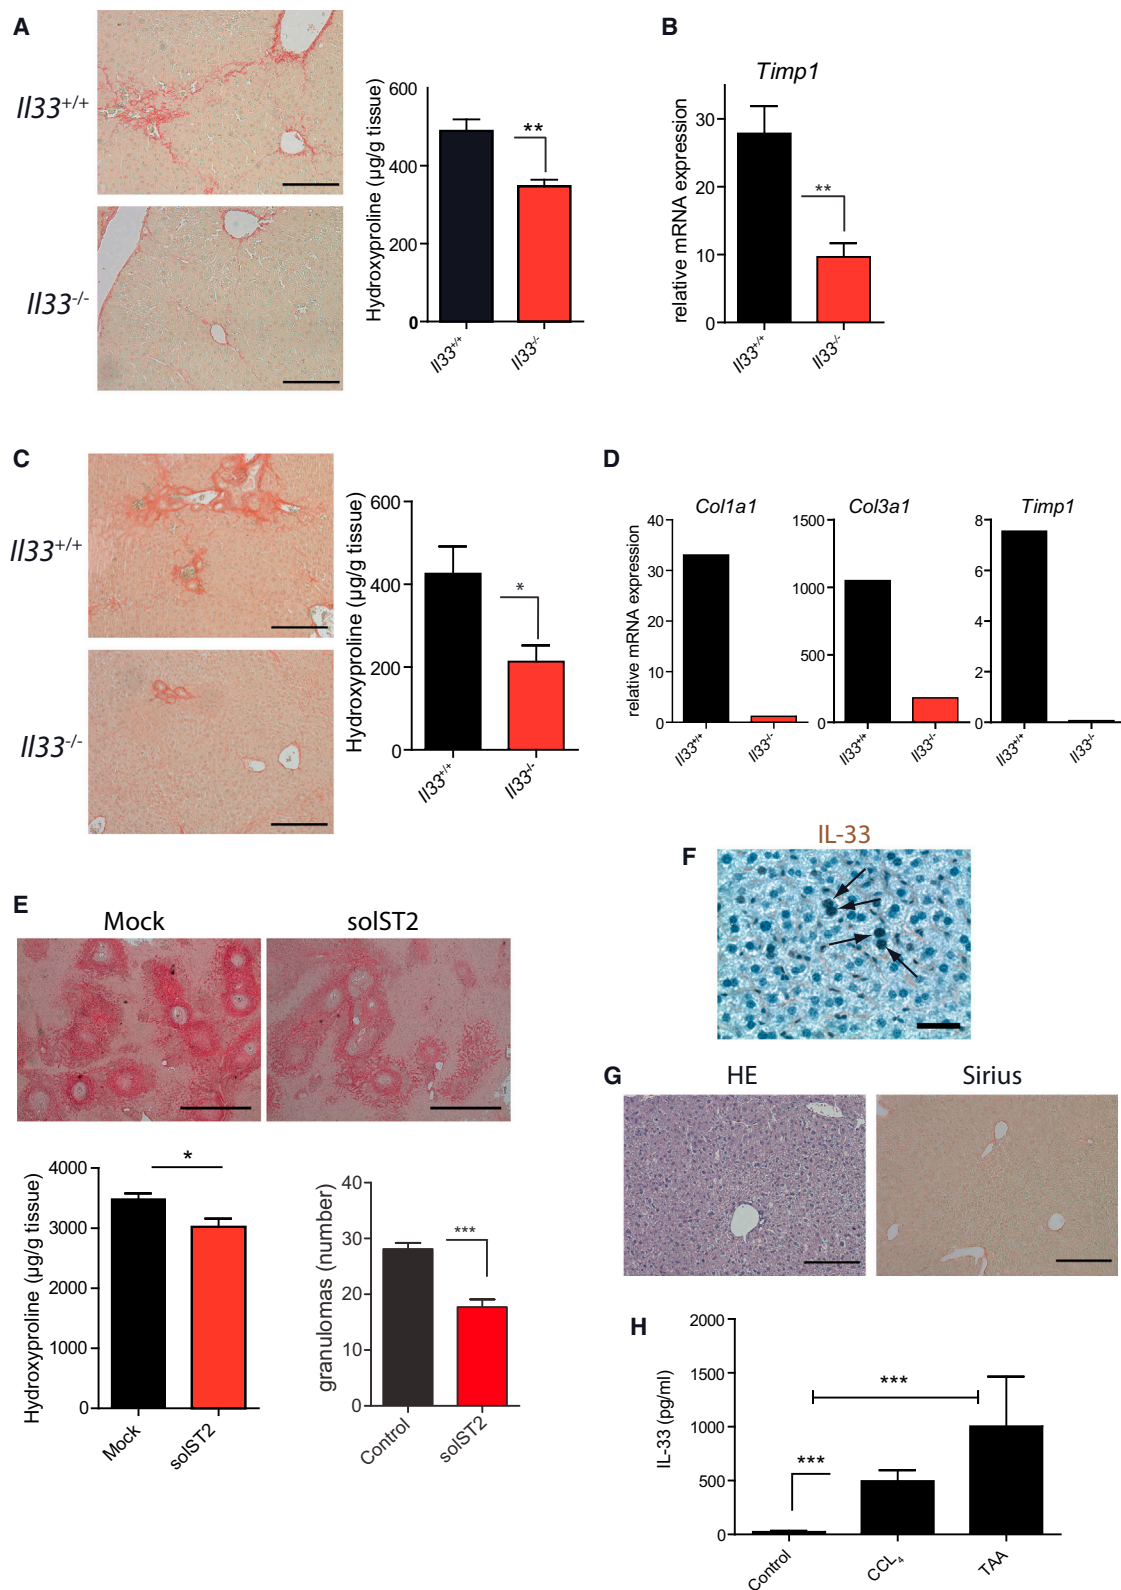 A
Il33+/+
Il33-/-
Hydroxyproline (µg/g tissue)
600
400
200
0
**
Il33+/+
Il33-/-
B
Timp1
relative mRNA expression
30
20
10
0
**
Il33+/+
Il33-/-
C
Il33+/+
Il33-/-
Hydroxyproline (µg/g tissue)
600
400
200
0
*
Il33+/+
Il33-/-
D
relative mRNA expression
Col1a1
40
30
20
10
0
Il33+/+
Il33-/-
Col3a1
1500
1000
500
0
Il33+/+
Il33-/-
Timp1
8
6
4
2
0
Il33+/+
Il33-/-
E
Mock
solST2
Hydroxyproline (µg/g tissue)
4000
3000
2000
1000
0
*
Mock
solST2
granulomas (number)
40
30
20
10
0
***
Control
solST2
F
IL-33
G
HE
Sirius
H
IL-33 (pg/ml)
2000
1500
1000
500
0
***
***
Control
CCL4
TAA